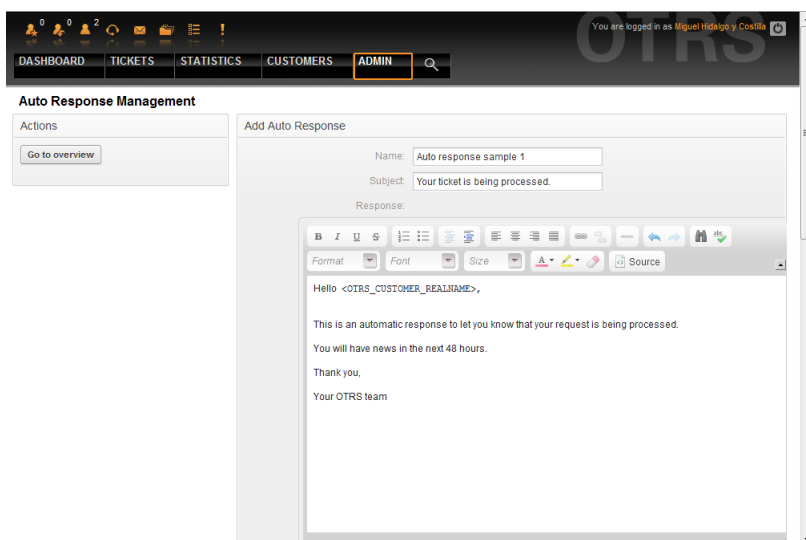 0 0 2
You are logged in as Miguel Hidalgo y Costilla
OTRS
DASHBOARD TICKETS STATISTICS CUSTOMERS ADMIN
Auto Response Management
Actions
Go to overview
Add Auto Response
Name: Auto response sample 1
Subject: Your ticket is being processed.
Response:
B I U S
Format Font Size A Source
Hello <OTRS_CUSTOMER_REALNAME>,
This is an automatic response to let you know that your request is being processed.
You will have news in the next 48 hours.
Thank you,
Your OTRS team